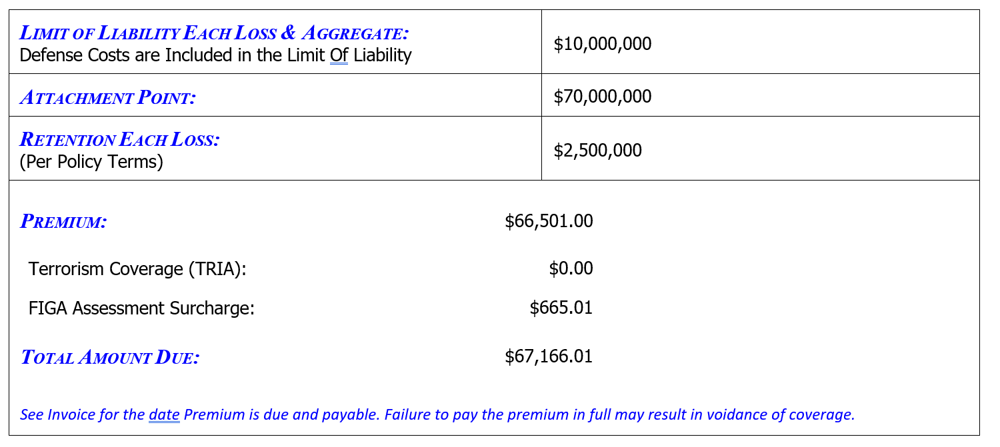 LIMIT OF LIABILITY EACH LOSS & AGGREGATE:
Defense Costs are Included in the Limit Of Liability
$10,000,000
ATTACHMENT POINT:
$70,000,000
RETENTION EACH LOSS:
(Per Policy Terms)
$2,500,000
PREMIUM: $66,501.00
Terrorism Coverage (TRIA): $0.00
FIGA Assessment Surcharge: $665.01
TOTAL AMOUNT DUE: $67,166.01
See Invoice for the date Premium is due and payable. Failure to pay the premium in full may result in voidance of coverage.